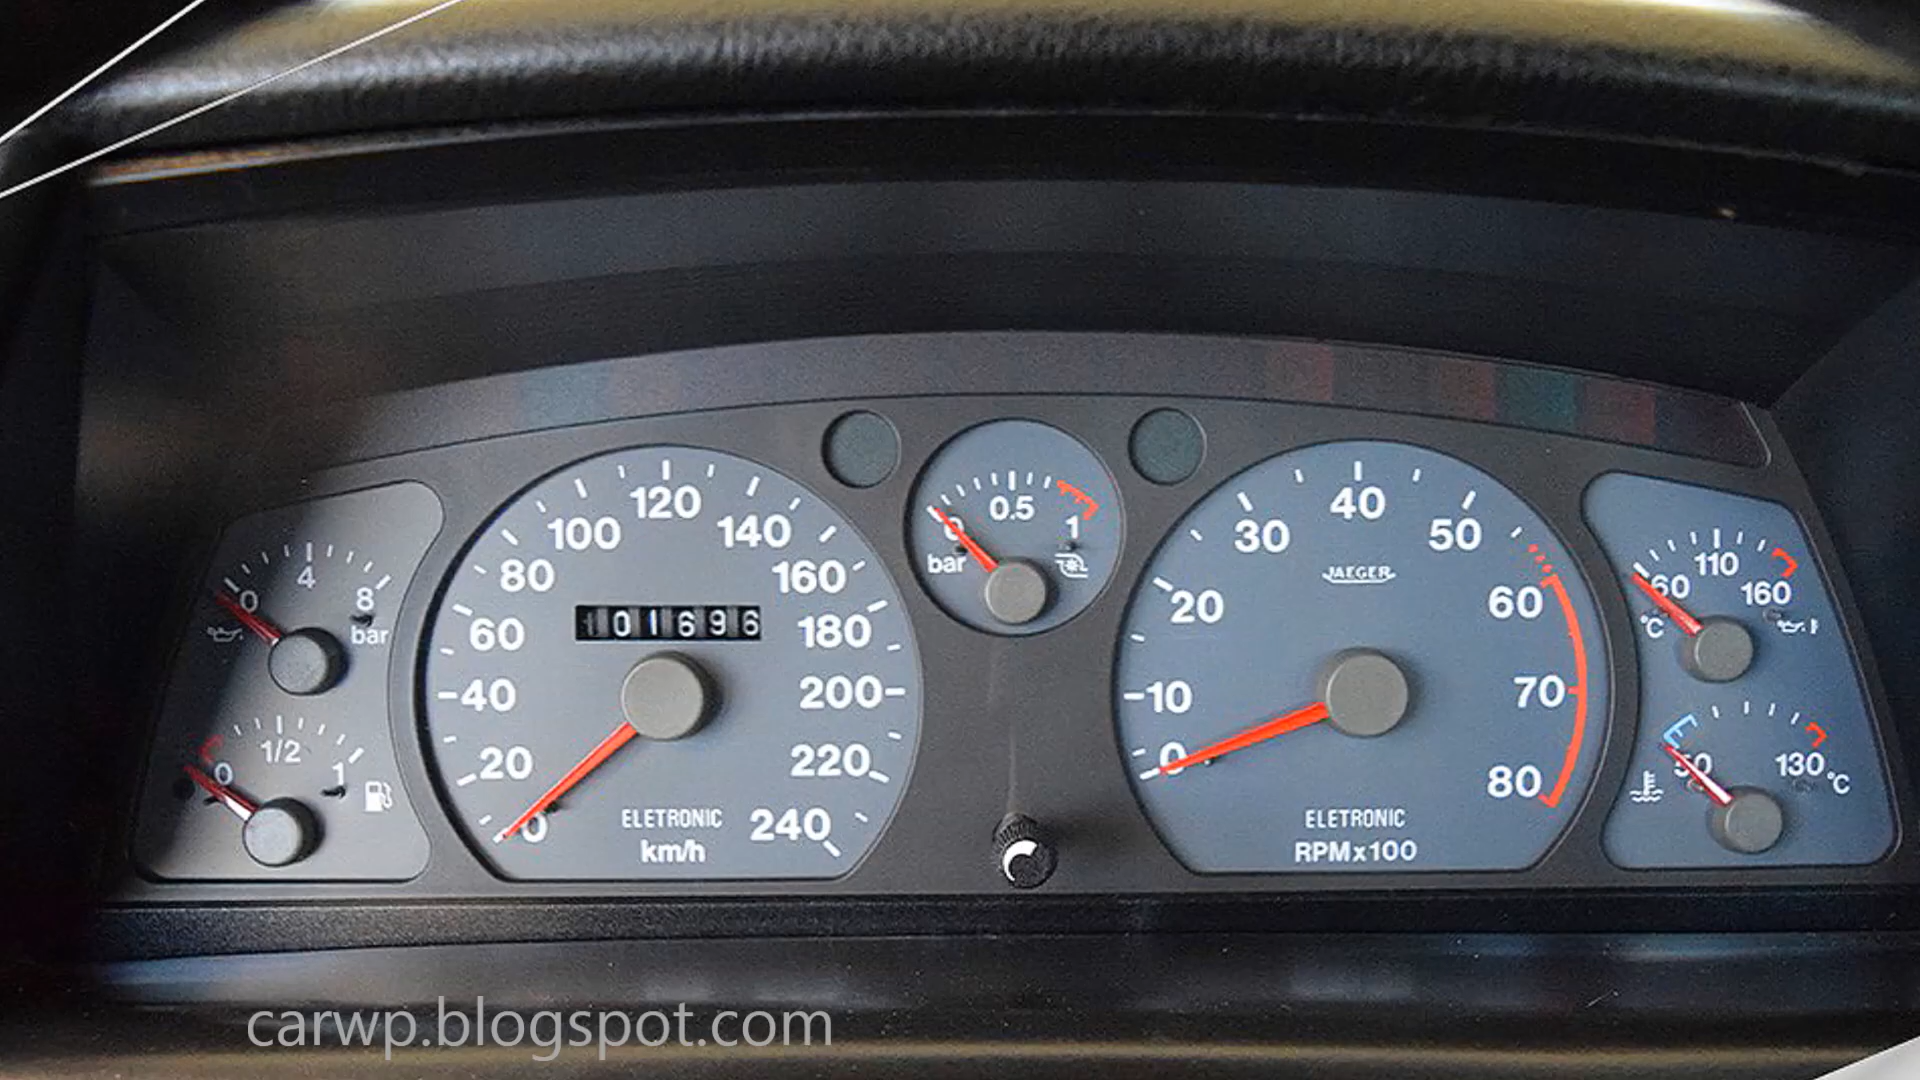 0 4 8
bar
0 1/2 1
0 20 40 60 80 100 120 140 160 180 200 220 240
101696
ELETRONIC
km/h
0 0.5 1
bar
0 10 20 30 40 50 60 70 80
JAEGER
ELETRONIC
RPMx100
60 110 160
°C
50 130 °C
carwp.blogspot.com